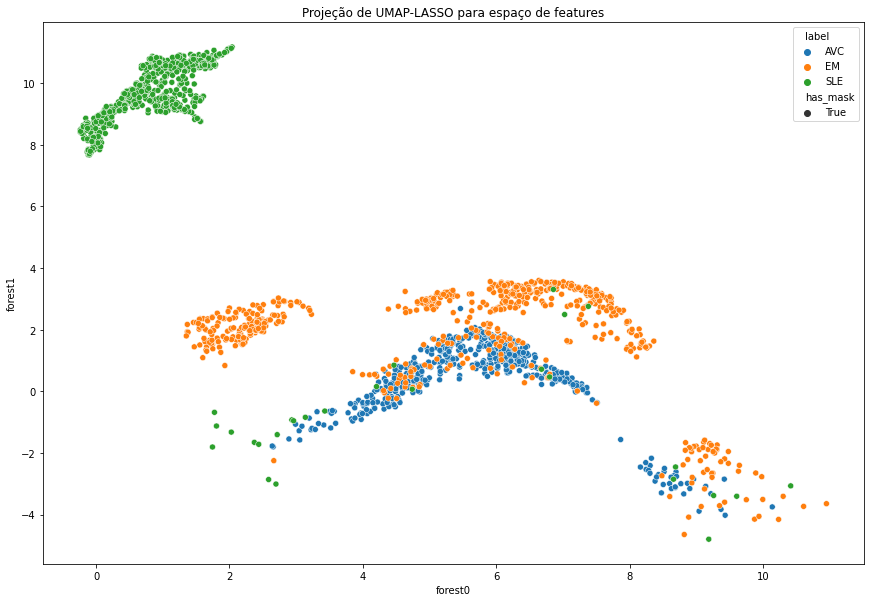 Projeção de UMAP-LASSO para espaço de features
label
AVC
EM
SLE
has_mask
True
forest1
10
8
6
4
2
0
−2
−4
0
2
4
6
8
10
forest0